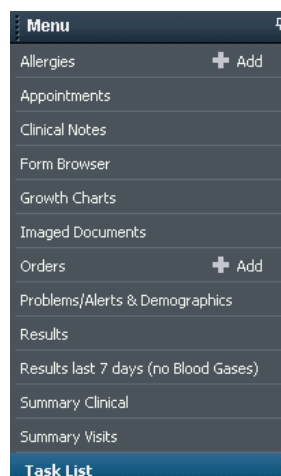 Menu
Allergies + Add
Appointments
Clinical Notes
Form Browser
Growth Charts
Imaged Documents
Orders + Add
Problems/Alerts & Demographics
Results
Results last 7 days (no Blood Gases)
Summary Clinical
Summary Visits
Task List